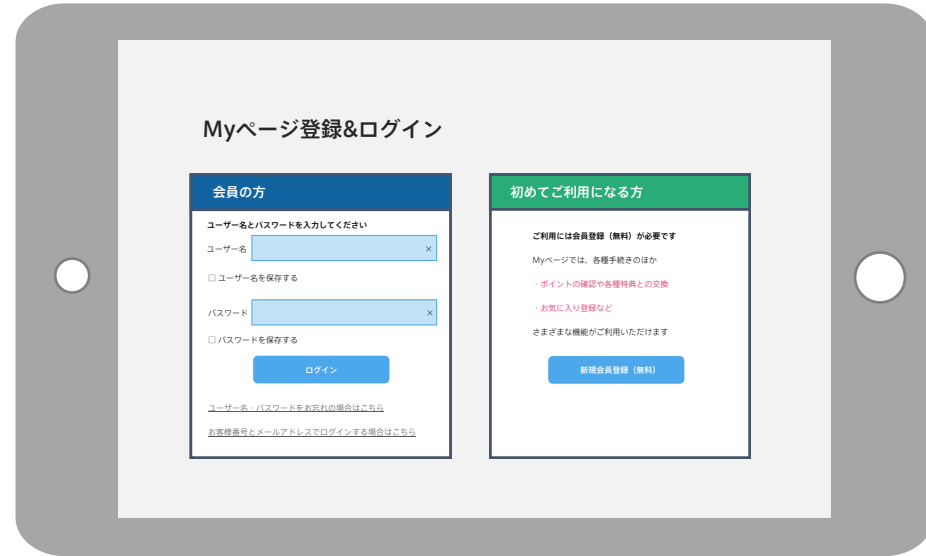 Myページ登録&ログイン
会員の方
ユーザー名とパスワードを入力してください
ユーザー名 ×
□ ユーザー名を保存する
パスワード ×
□ パスワードを保存する
ログイン
ユーザー名・パスワードをお忘れの場合はこちら
お客様番号とメールアドレスでログインする場合はこちら
初めてご利用になる方
ご利用には会員登録（無料）が必要です
Myページでは、各種手続きのほか
・ポイントの確認や各種特典との交換
・お気に入り登録など
さまざまな機能がご利用いただけます
新規会員登録（無料）